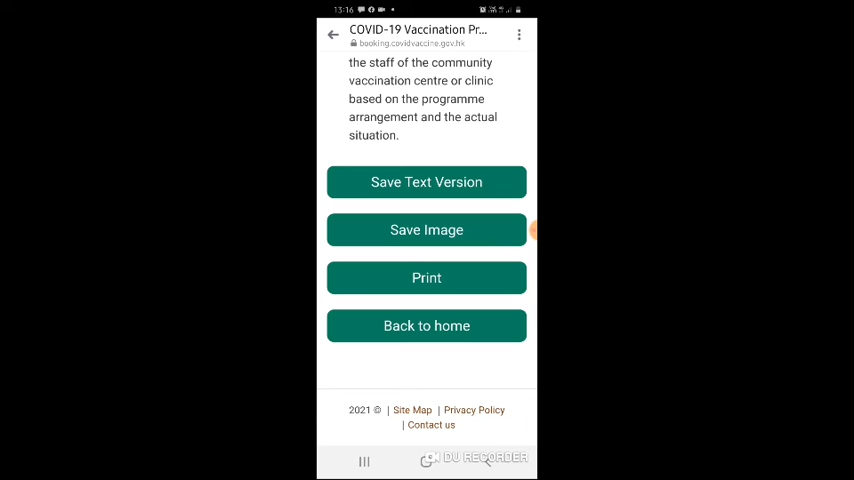 13:16
COVID-19 Vaccination Pr...
booking.covidvaccine.gov.hk
the staff of the community
vaccination centre or clinic
based on the programme
arrangement and the actual
situation.
Save Text Version
Save Image
Print
Back to home
2021 © | Site Map | Privacy Policy
| Contact us
DU RECORDER